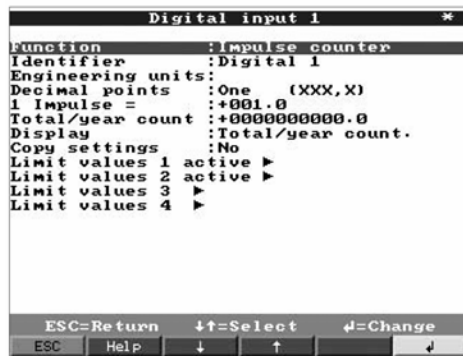 Digital input 1 *
Function :Impulse counter
Identifier :Digital 1
Engineering units:
Decimal points :One (XXX,X)
1 Impulse = :+001.0
Total/year count :+0000000000.0
Display :Total/year count.
Copy settings :No
Limit values 1 active ►
Limit values 2 active ►
Limit values 3 ►
Limit values 4 ►
ESC=Return ↓↑=Select ↵=Change
ESC Help ↓ ↑ ↵